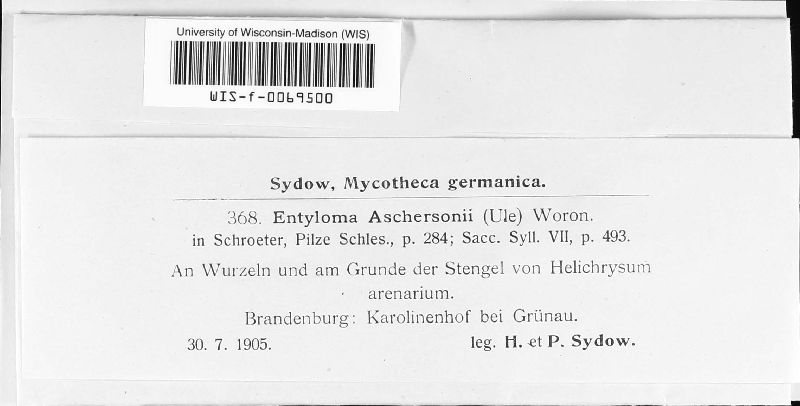 University of Wisconsin-Madison (WIS)
WIS-f-0069500
Sydow, Mycotheca germanica.
368. Entyloma Aschersonii (Ule) Woron.
in Schroeter, Pilze Schles., p. 284; Sacc. Syll. VII, p. 493.
An Wurzeln und am Grunde der Stengel von Helichrysum
arenarium.
Brandenburg: Karolinenhof bei Grünau.
30. 7. 1905. leg. H. et P. Sydow.